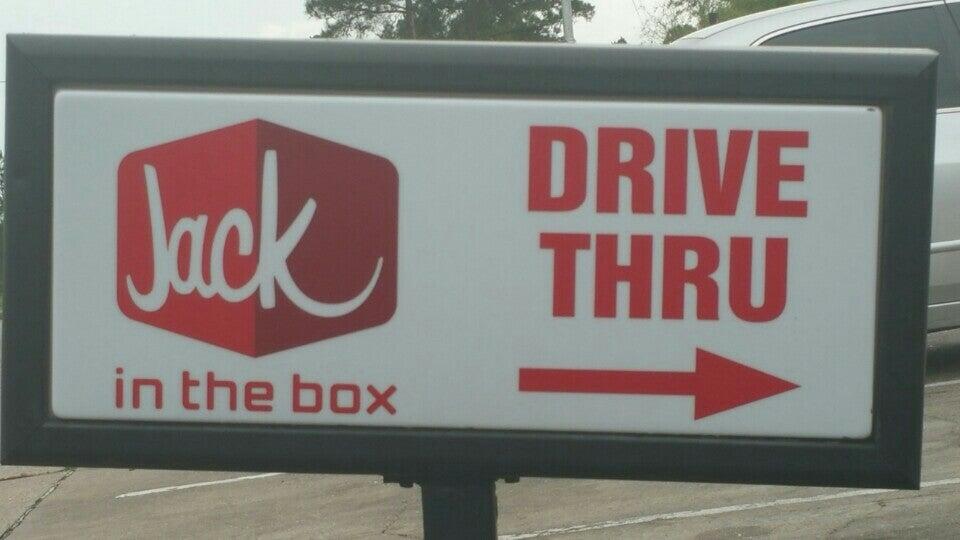 Jack
in the box
DRIVE
THRU